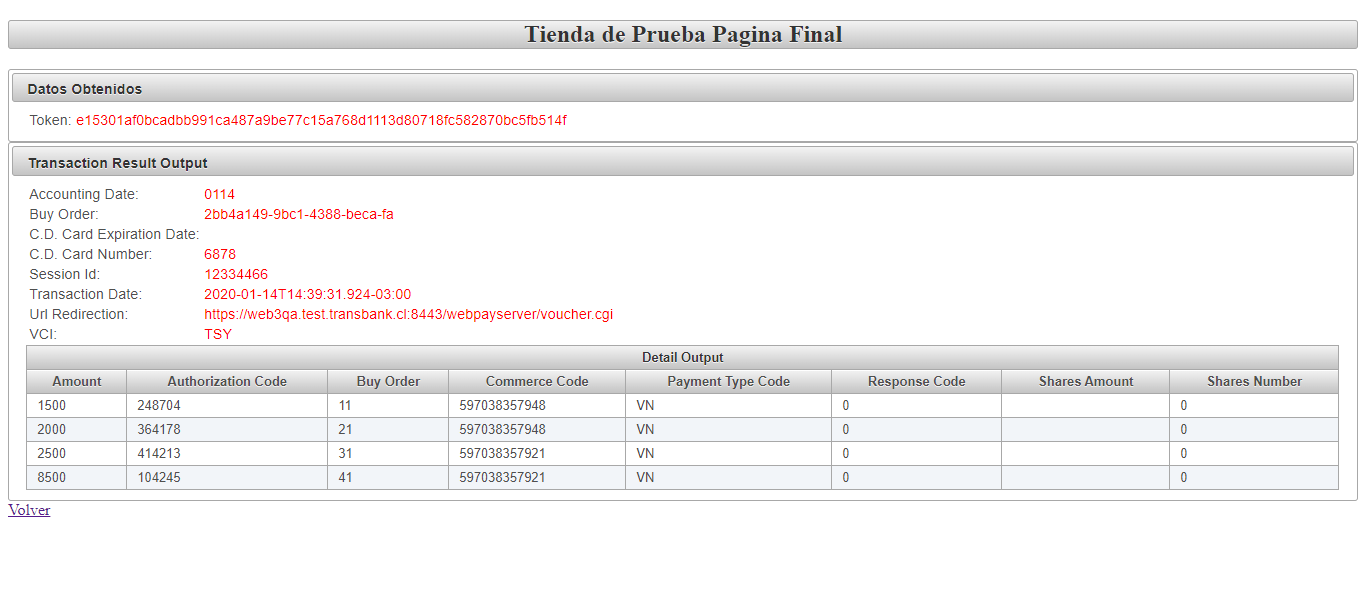 Tienda de Prueba Pagina Final
Datos Obtenidos
Token: e15301af0bcadbb991ca487a9be77c15a768d1113d80718fc582870bc5fb514f
Transaction Result Output
Accounting Date: 0114
Buy Order: 2bb4a149-9bc1-4388-beca-fa
C.D. Card Expiration Date:
C.D. Card Number: 6878
Session Id: 12334466
Transaction Date: 2020-01-14T14:39:31.924-03:00
Url Redirection: https://web3qa.test.transbank.cl:8443/webpayserver/voucher.cgi
VCI: TSY
Detail Output
Amount Authorization Code Buy Order Commerce Code Payment Type Code Response Code Shares Amount Shares Number
1500 248704 11 597038357948 VN 0 0
2000 364178 21 597038357948 VN 0 0
2500 414213 31 597038357921 VN 0 0
8500 104245 41 597038357921 VN 0 0
Volver